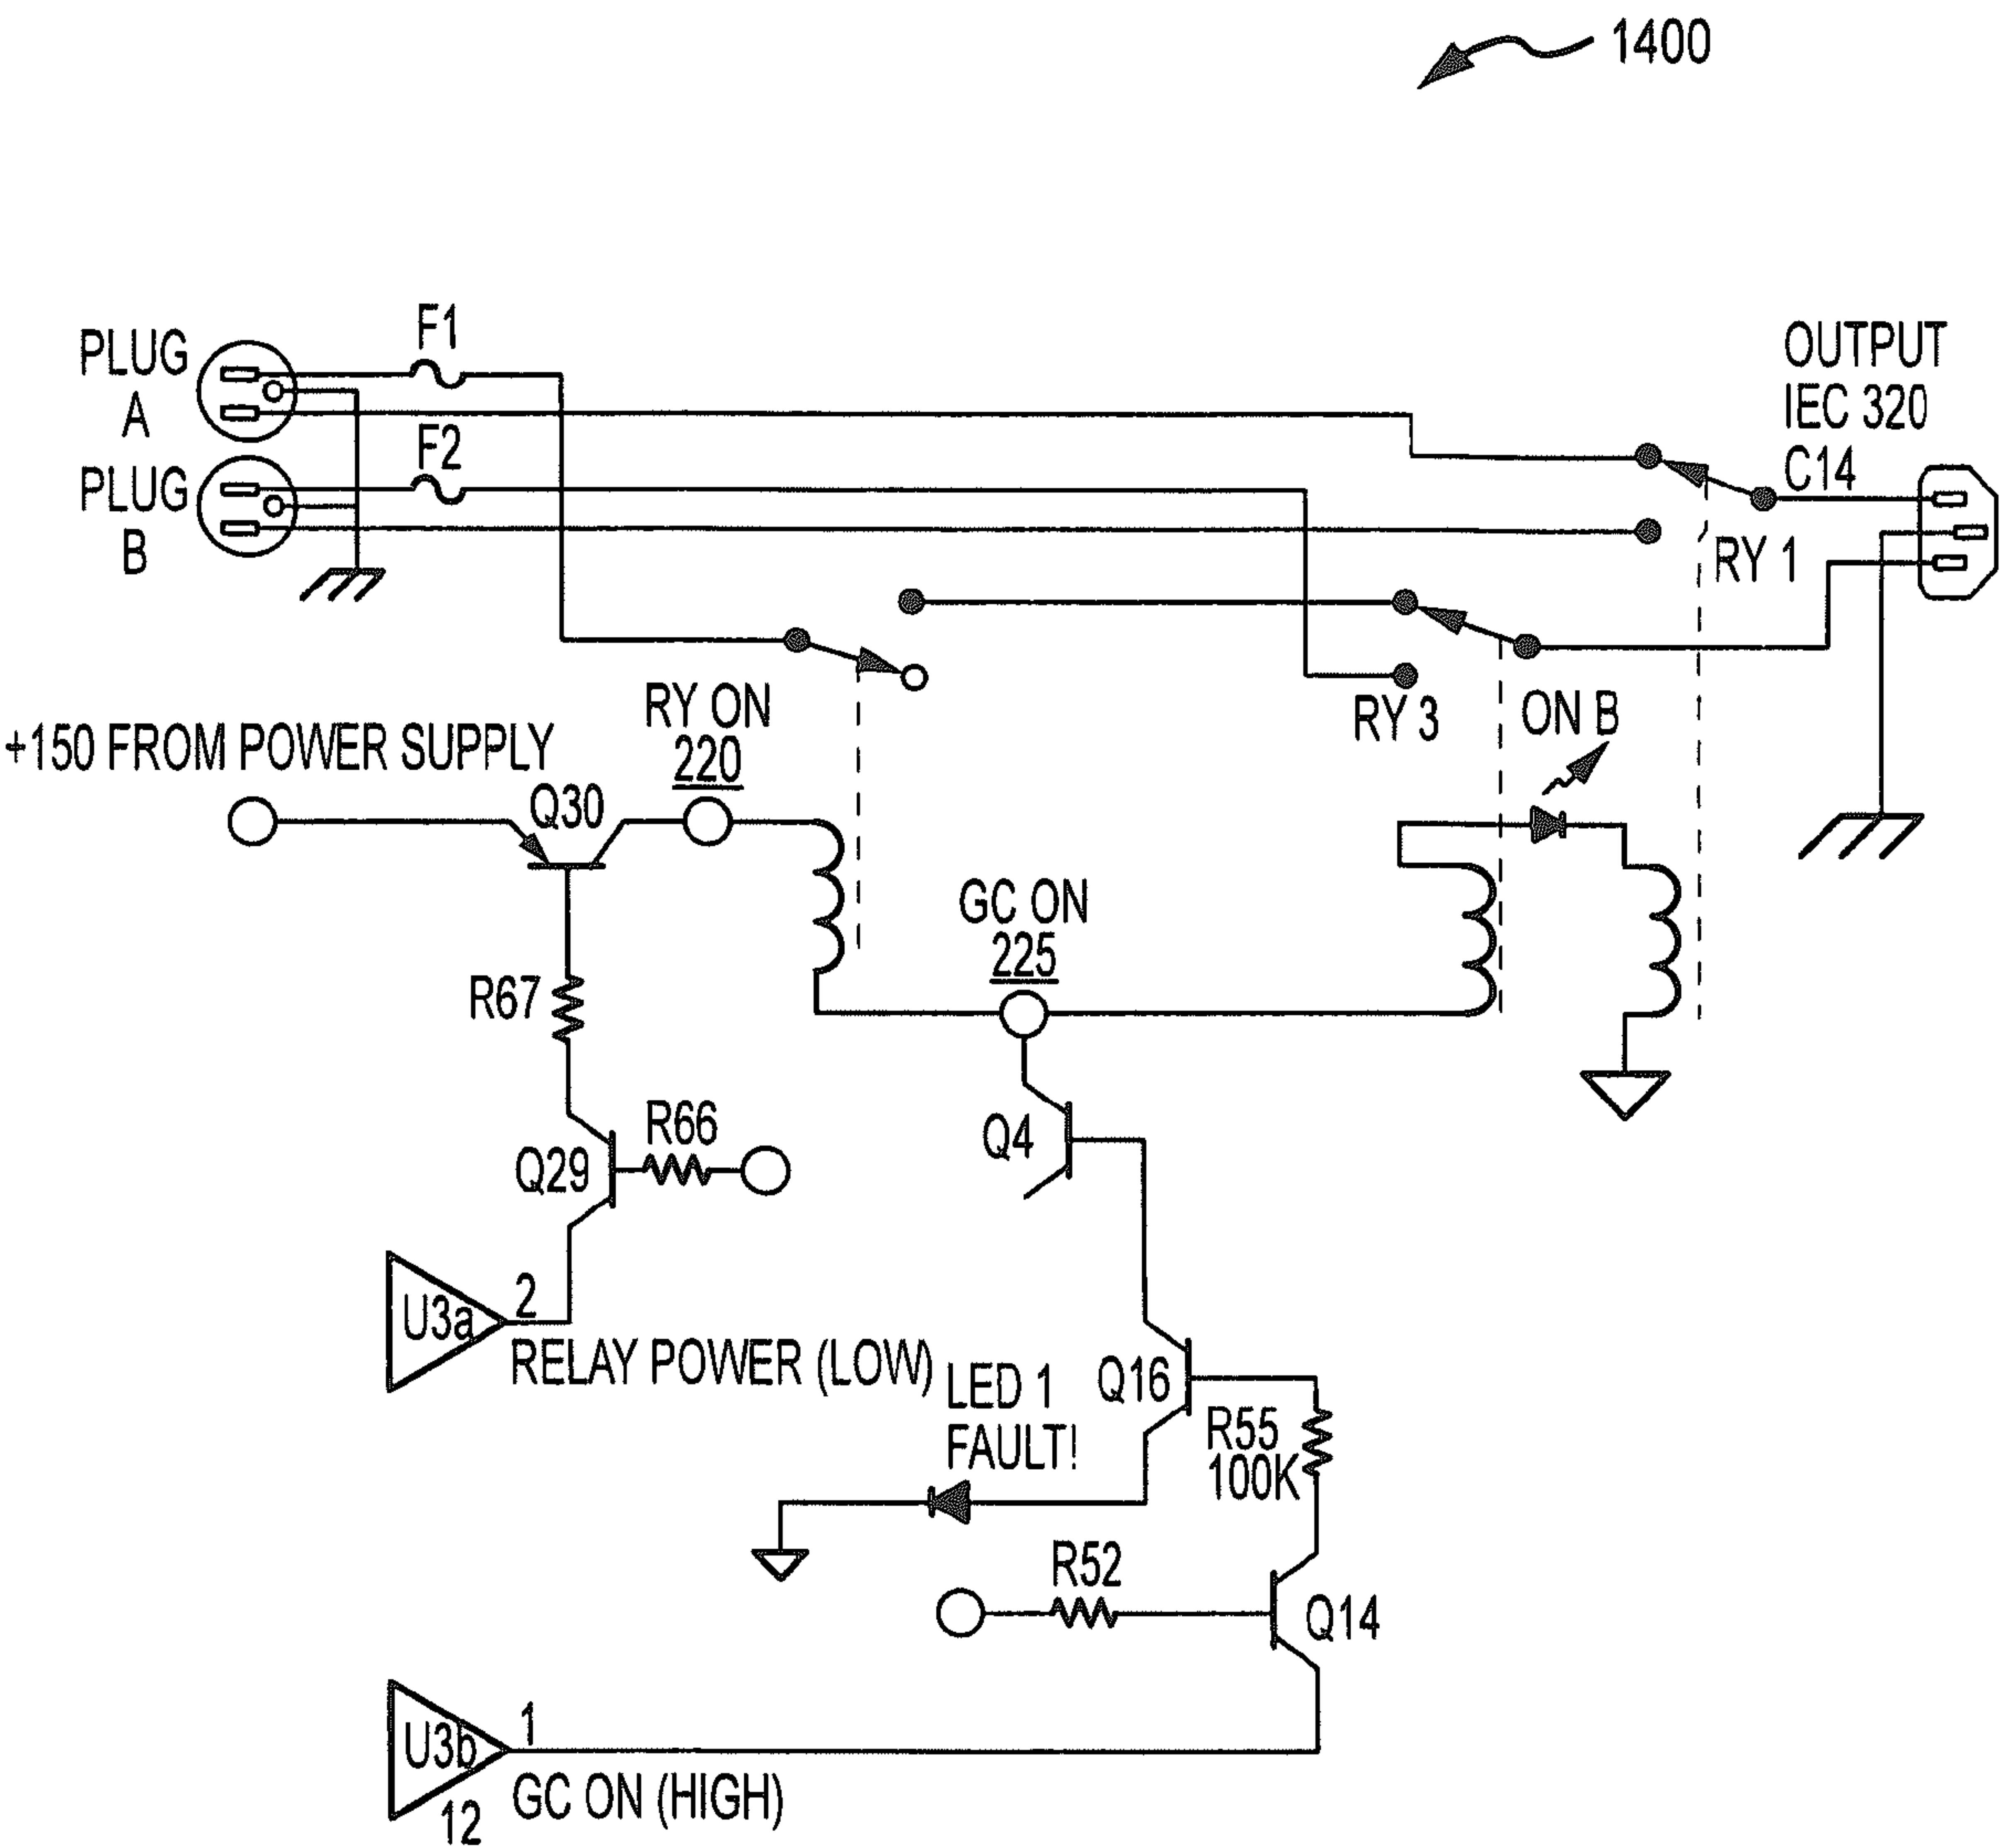 1400
PLUG
A
F1
OUTPUT
IEC 320
C14
PLUG
B
F2
RY 1
RY ON
220
RY 3
ON B
+150 FROM POWER SUPPLY
Q30
GC ON
225
R67
Q4
R66
Q29
U3a
2
RELAY POWER (LOW)
LED 1
FAULT!
Q16
R55
100K
R52
Q14
U3b
1
12
GC ON (HIGH)